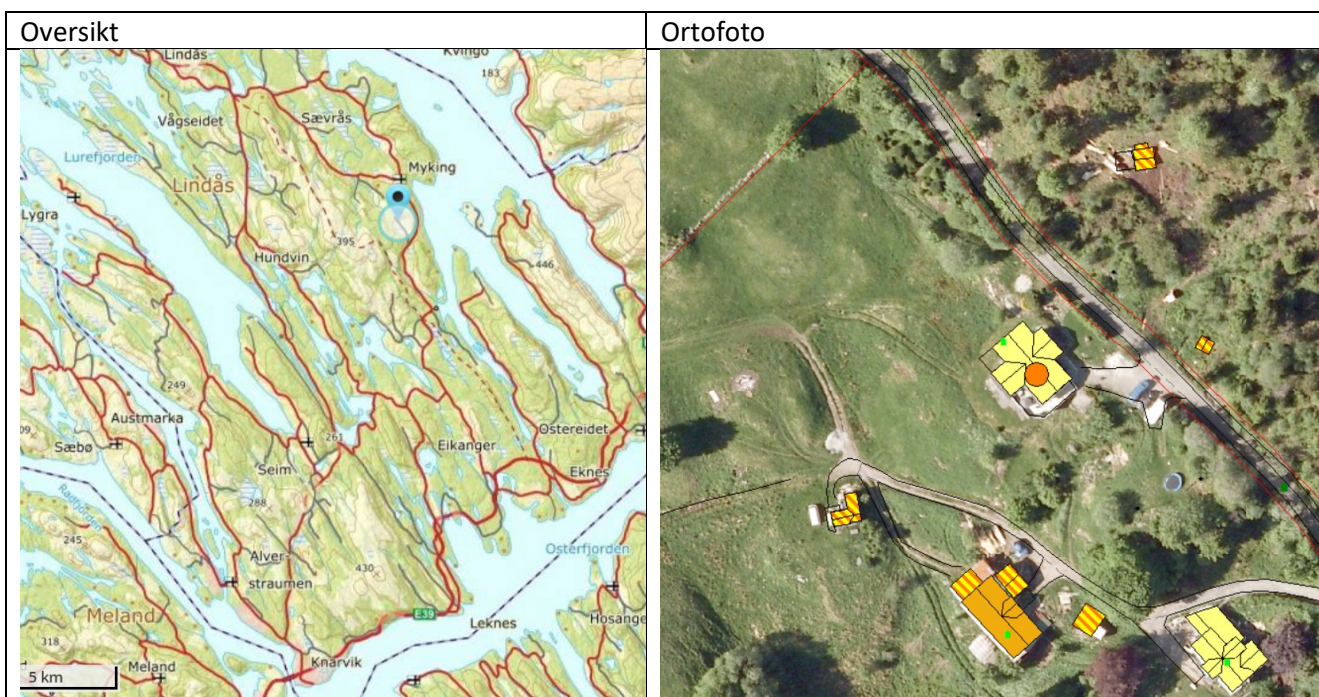 Oversikt
Ortofoto
Lindås
Kvingo
183
Vågseidet
Sævrås
Lurefjorden
Myking
Lindås
Lygra
395
Hundvin
446
249
Austmarka
Sæbø
261
Eikanger
Ostereidet
Seim
Eknes
288
Radfjorden
245
Osterfjorden
Alver-
straumen
430
Meland
E39
Hosange
318
Leknes
Knarvik
Meland
5 km